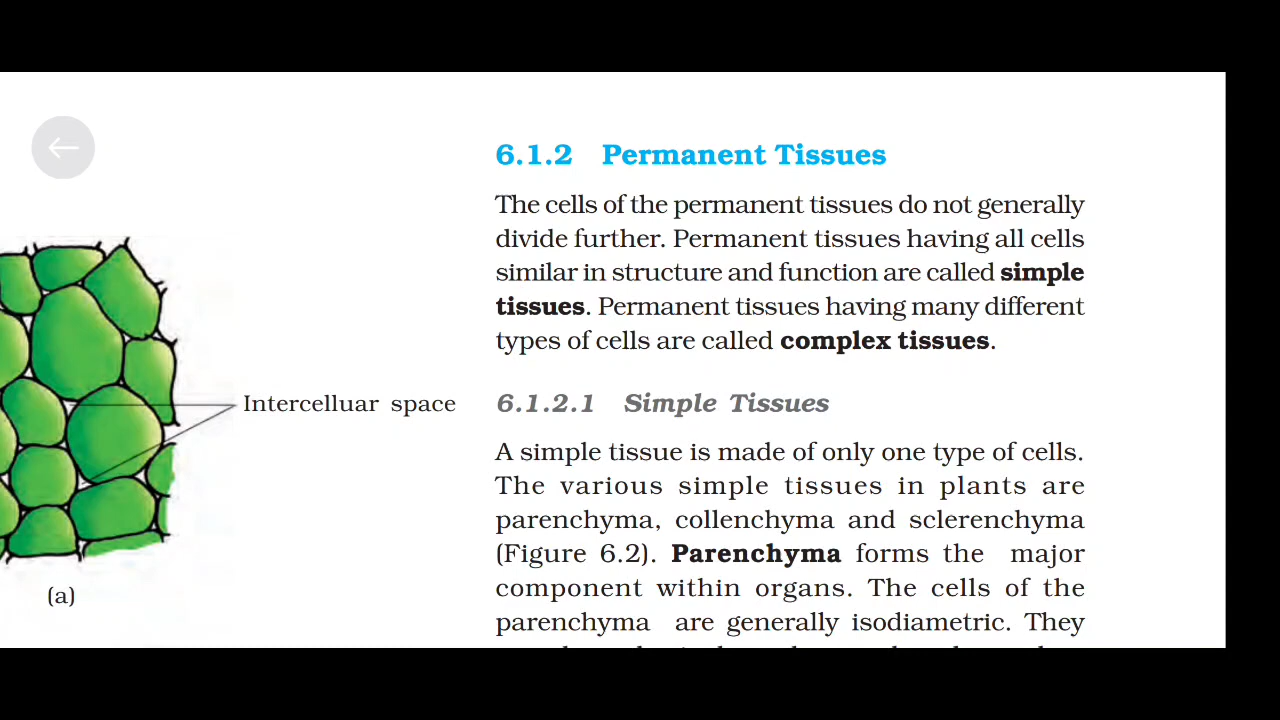 6.1.2 Permanent Tissues
The cells of the permanent tissues do not generally
divide further. Permanent tissues having all cells
similar in structure and function are called simple
tissues. Permanent tissues having many different
types of cells are called complex tissues.
Intercelluar space
6.1.2.1 Simple Tissues
A simple tissue is made of only one type of cells.
The various simple tissues in plants are
parenchyma, collenchyma and sclerenchyma
(Figure 6.2). Parenchyma forms the major
component within organs. The cells of the
parenchyma are generally isodiametric. They
(a)